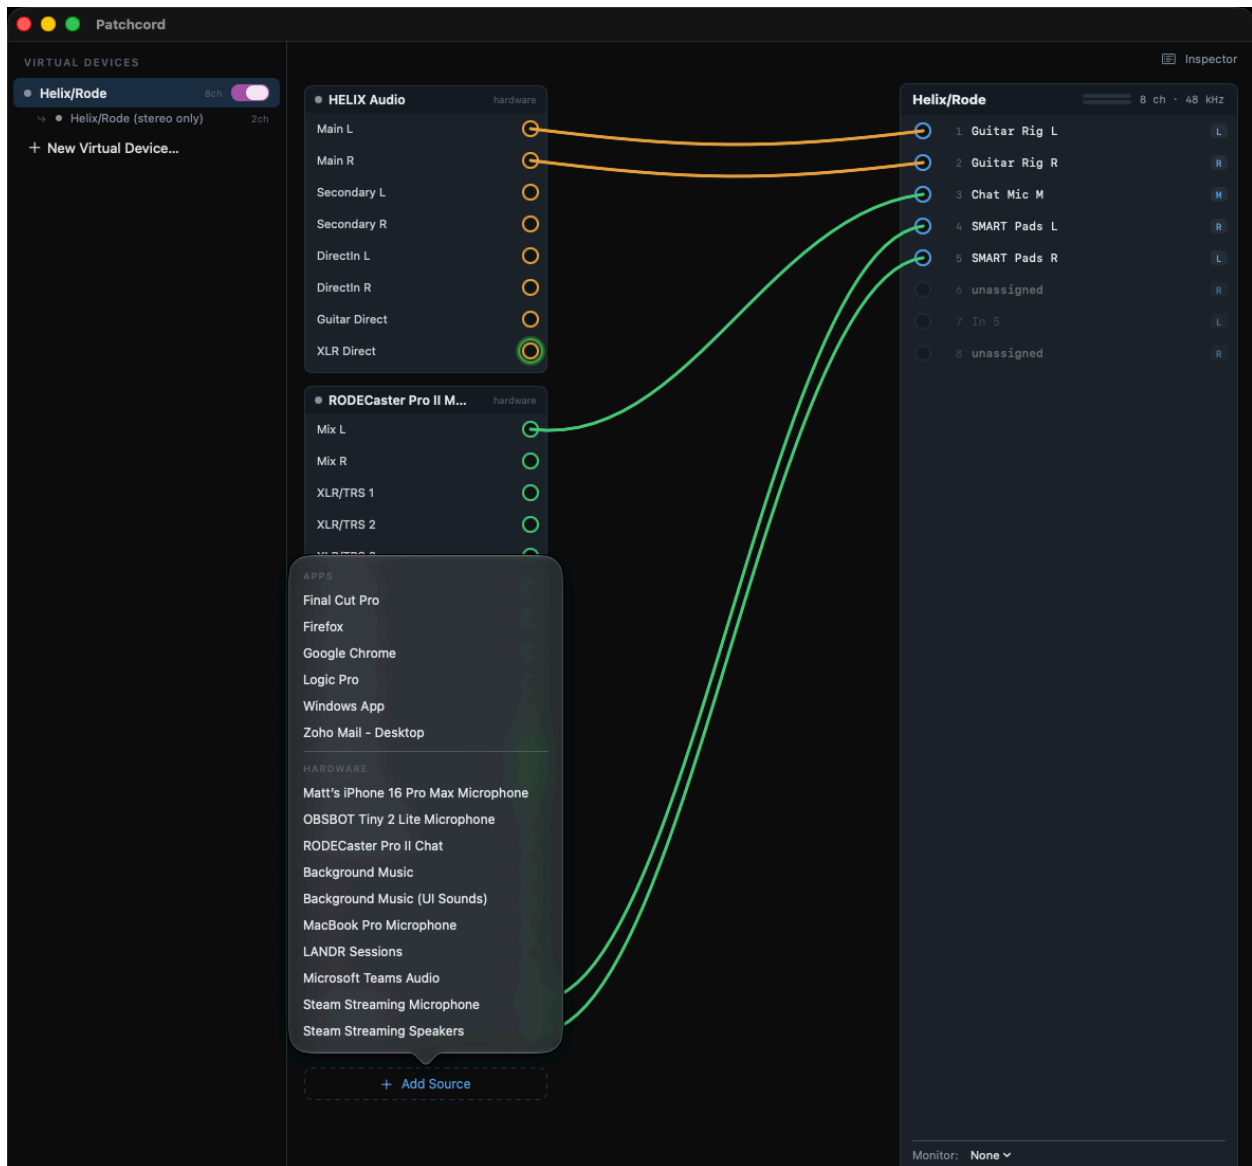 Patchcord
VIRTUAL DEVICES
Helix/Rode 8ch
Helix/Rode (stereo only) 2ch
+ New Virtual Device...
Inspector
HELIX Audio hardware
Main L
Main R
Secondary L
Secondary R
DirectIn L
DirectIn R
Guitar Direct
XLR Direct
RODECaster Pro II M... hardware
Mix L
Mix R
XLR/TRS 1
XLR/TRS 2
APPS
Final Cut Pro
Firefox
Google Chrome
Logic Pro
Windows App
Zoho Mail - Desktop
HARDWARE
Matt's iPhone 16 Pro Max Microphone
OBSBOT Tiny 2 Lite Microphone
RODECaster Pro II Chat
Background Music
Background Music (UI Sounds)
MacBook Pro Microphone
LANDR Sessions
Microsoft Teams Audio
Steam Streaming Microphone
Steam Streaming Speakers
+ Add Source
Helix/Rode 8 ch · 48 kHz
1 Guitar Rig L L
2 Guitar Rig R R
3 Chat Mic M M
4 SMART Pads L R
5 SMART Pads R L
6 unassigned R
7 In 5 L
8 unassigned R
Monitor: None